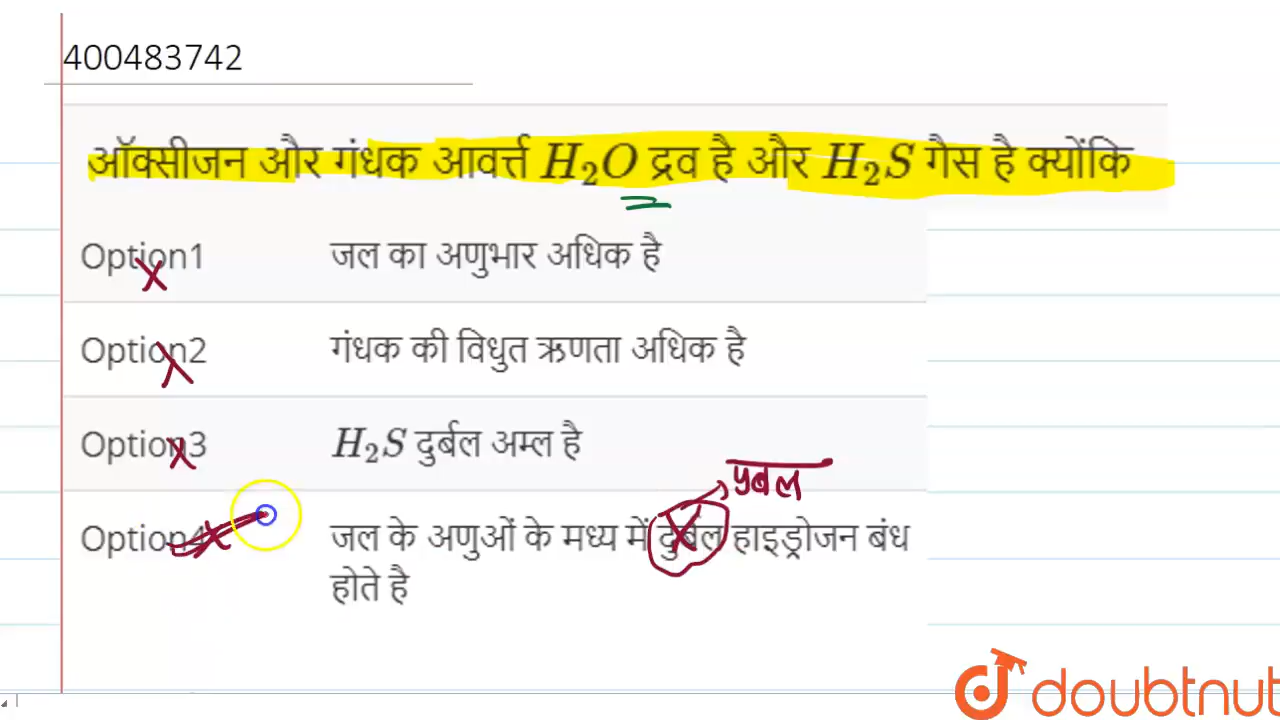 400483742
ऑक्सीजन और गंधक आवर्त्त H₂O द्रव है और H₂S गैस है क्योंकि
Option1 जल का अणुभार अधिक है
Option2 गंधक की विधुत ऋणता अधिक है
Option3 H₂S दुर्बल अम्ल है
प्रबल
Option4 जल के अणुओं के मध्य में दुर्बल हाइड्रोजन बंध
होते है
doubtnut